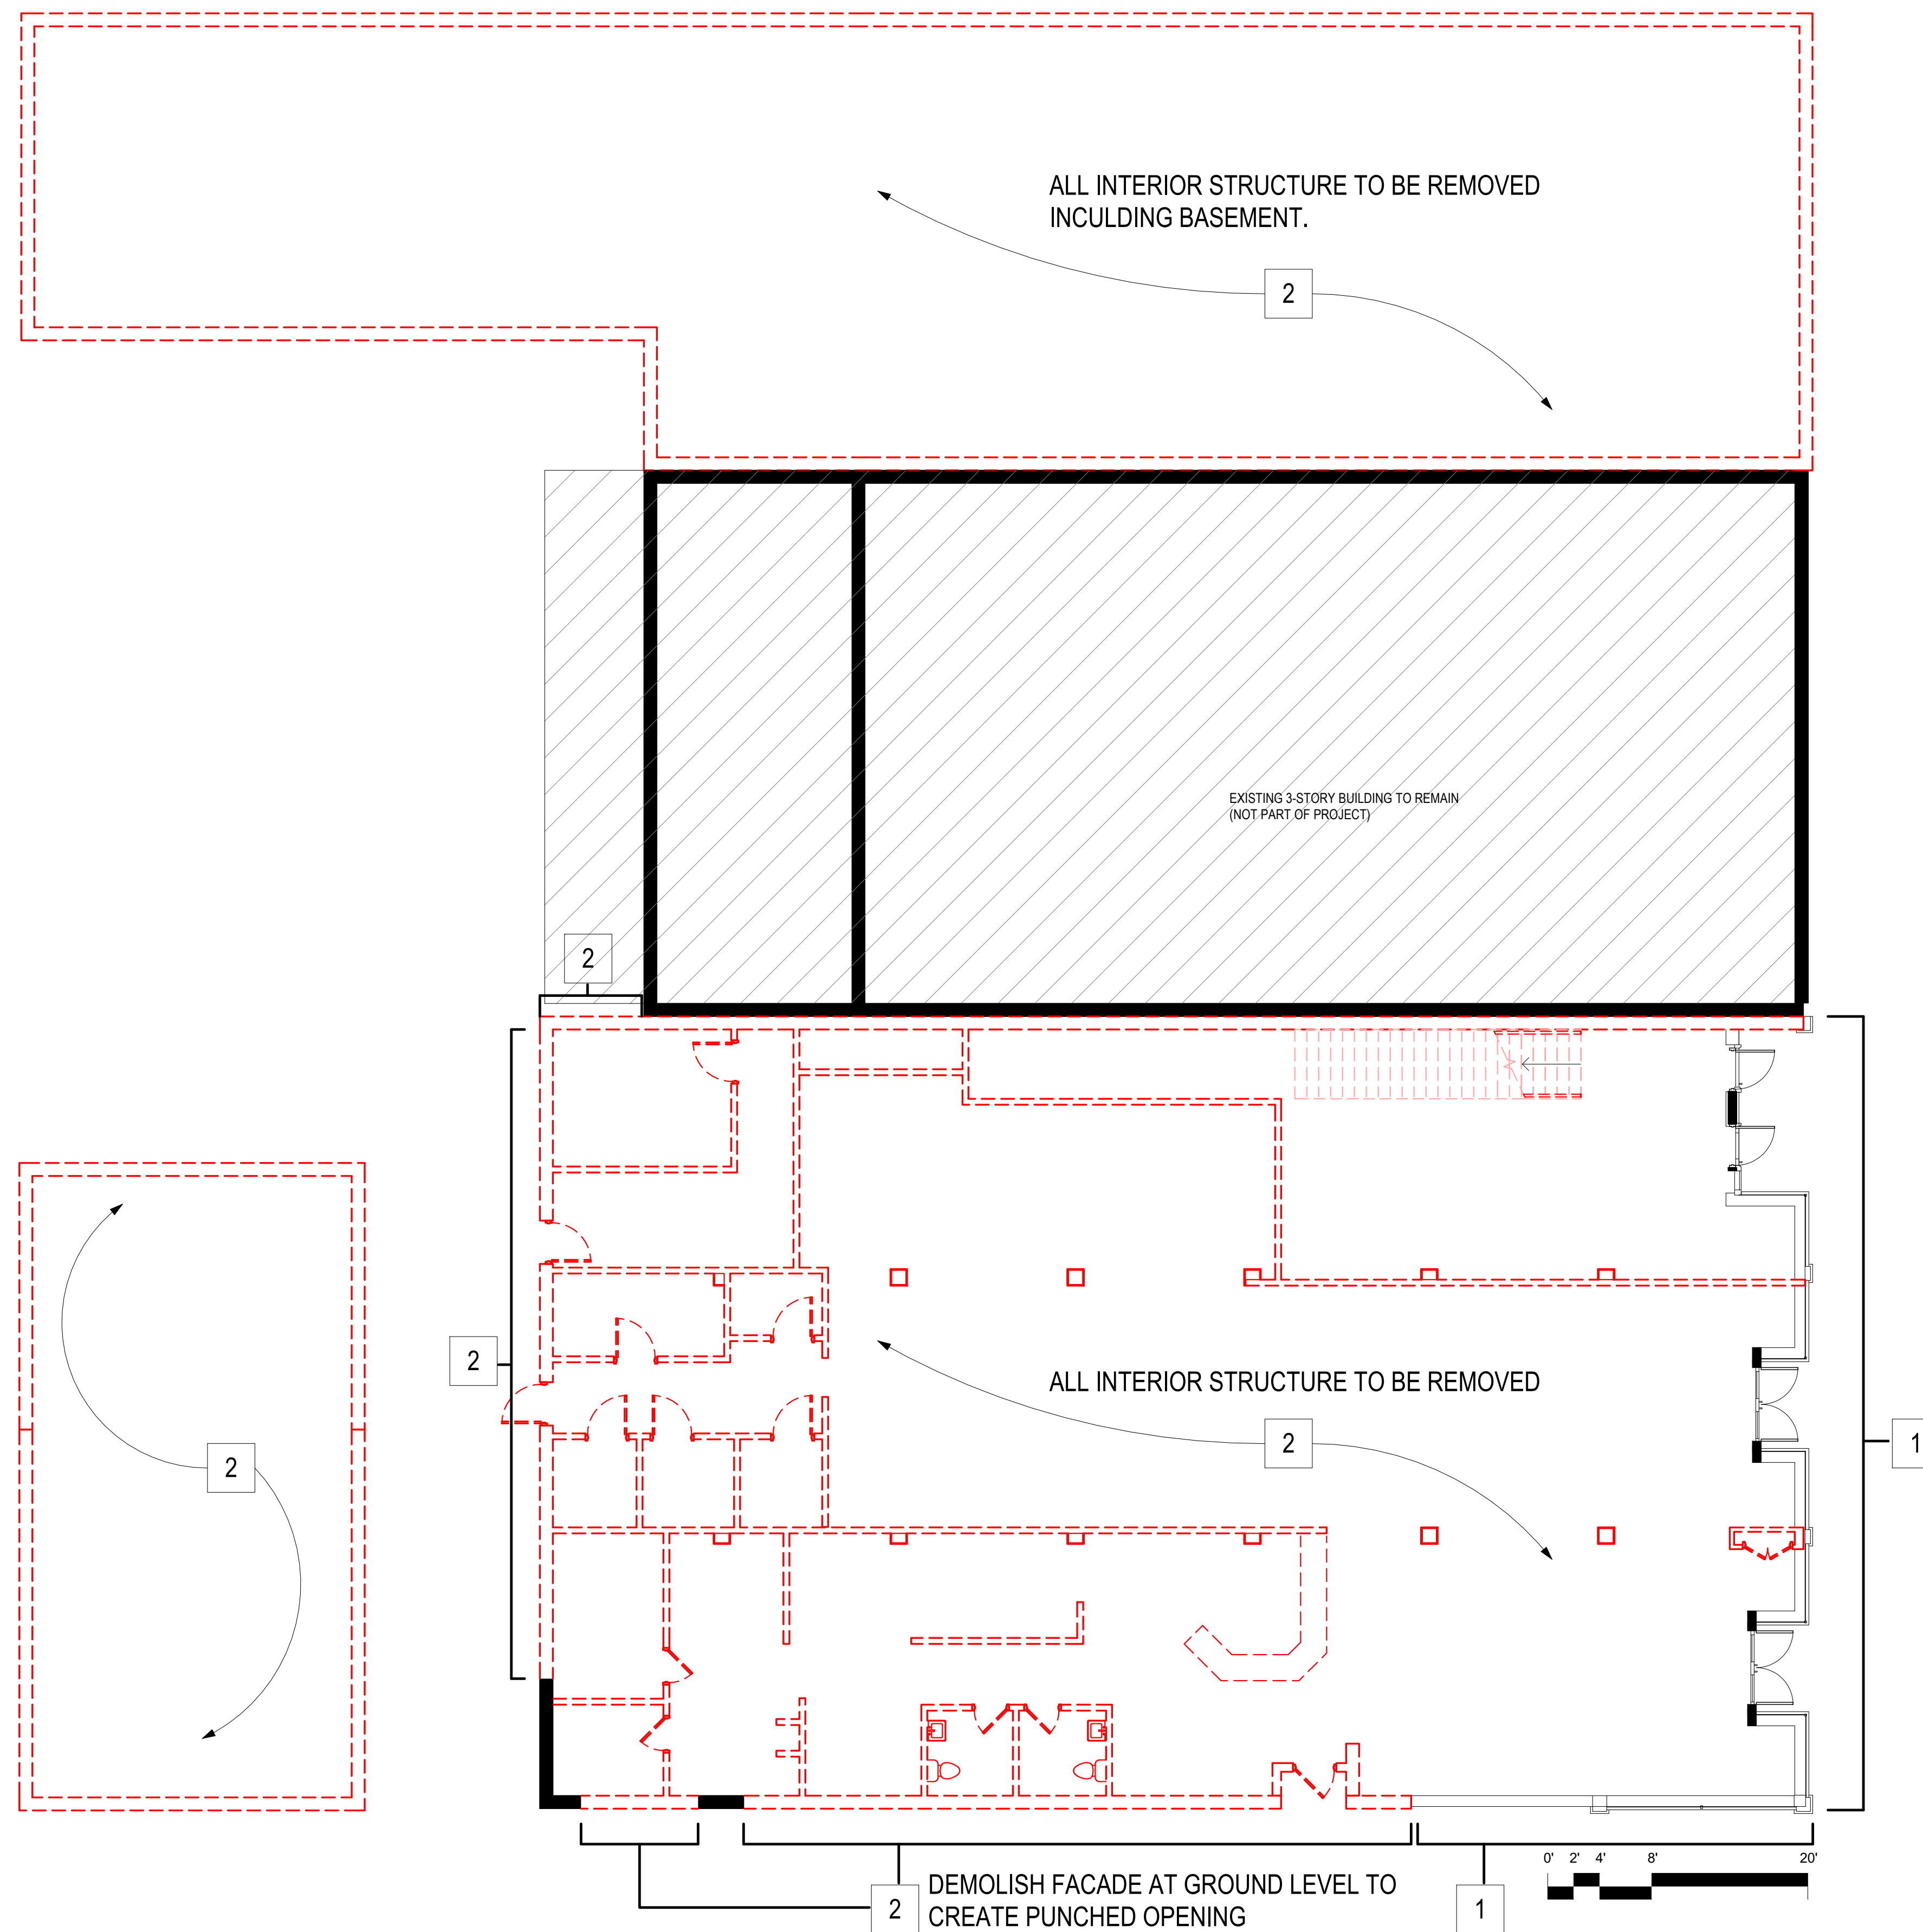 ALL INTERIOR STRUCTURE TO BE REMOVED
INCULDING BASEMENT.
2
EXISTING 3-STORY BUILDING TO REMAIN
(NOT PART OF PROJECT)
2
2
ALL INTERIOR STRUCTURE TO BE REMOVED
2
1
2
0' 2' 4' 8' 20'
2
DEMOLISH FACADE AT GROUND LEVEL TO
CREATE PUNCHED OPENING
1